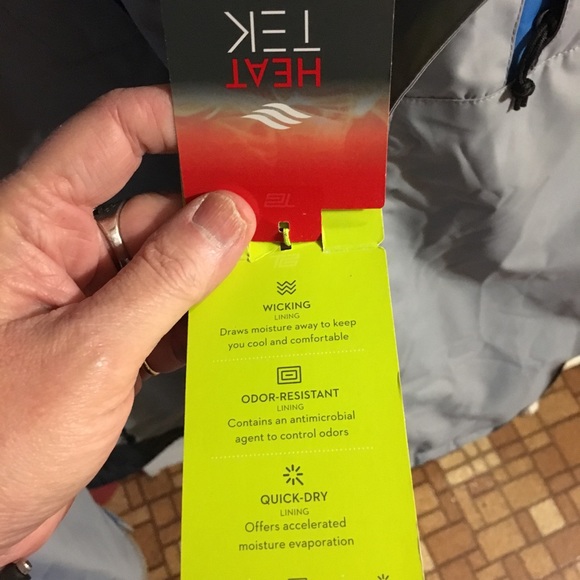 HEAT
TEK
WICKING
LINING
Draws moisture away to keep
you cool and comfortable
ODOR-RESISTANT
LINING
Contains an antimicrobial
agent to control odors
QUICK-DRY
LINING
Offers accelerated
moisture evaporation